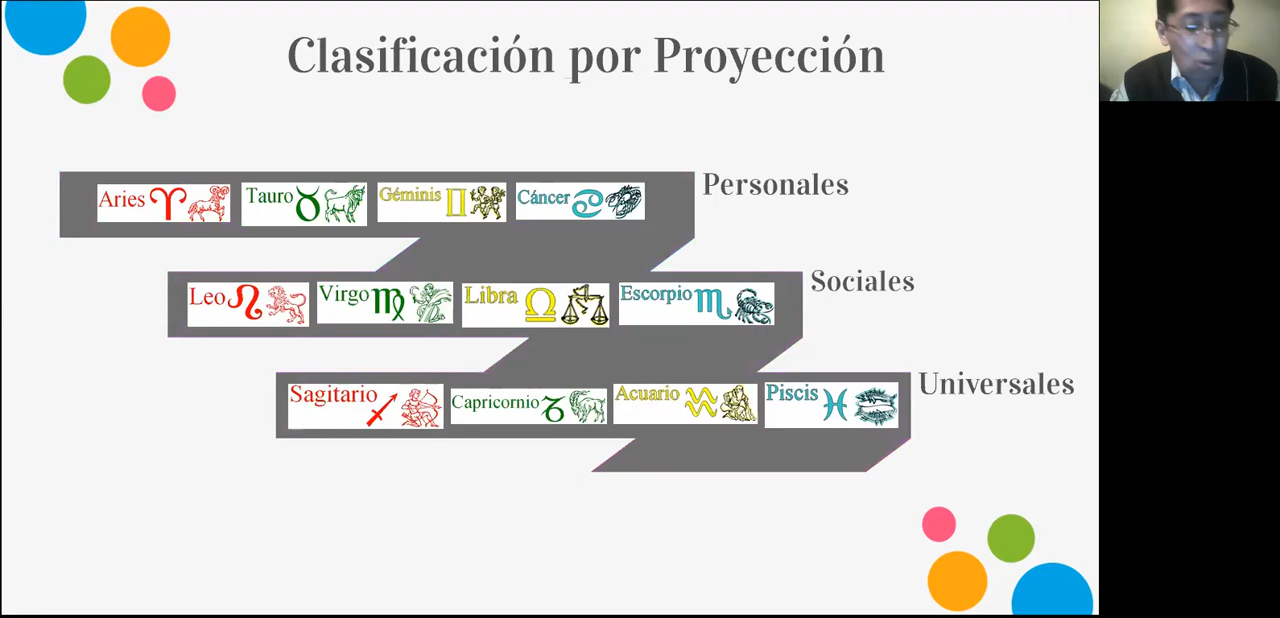 Clasificación por Proyección
Aries Tauro Géminis Cáncer Personales
Leo Virgo Libra Escorpio Sociales
Sagitario Capricornio Acuario Piscis Universales